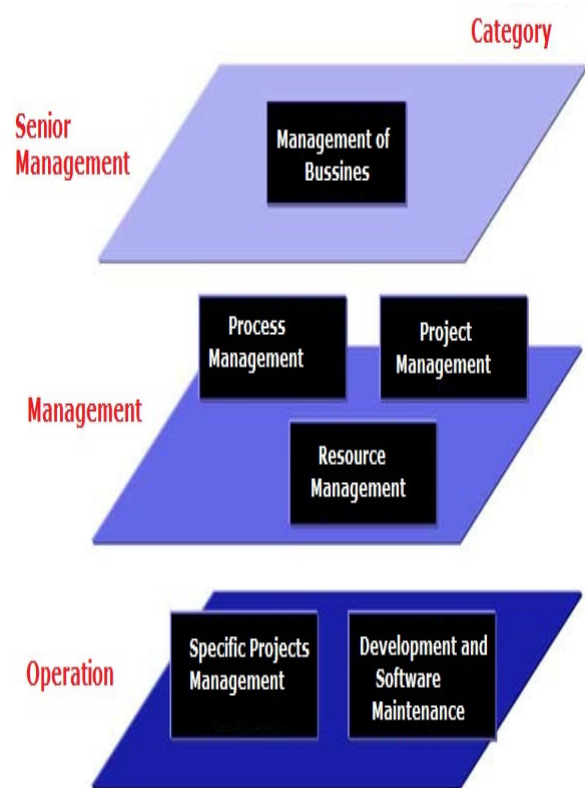 Category
Senior
Management
Management of
Bussines
Process
Management
Project
Management
Management
Resource
Management
Operation
Specific Projects
Management
Development and
Software
Maintenance